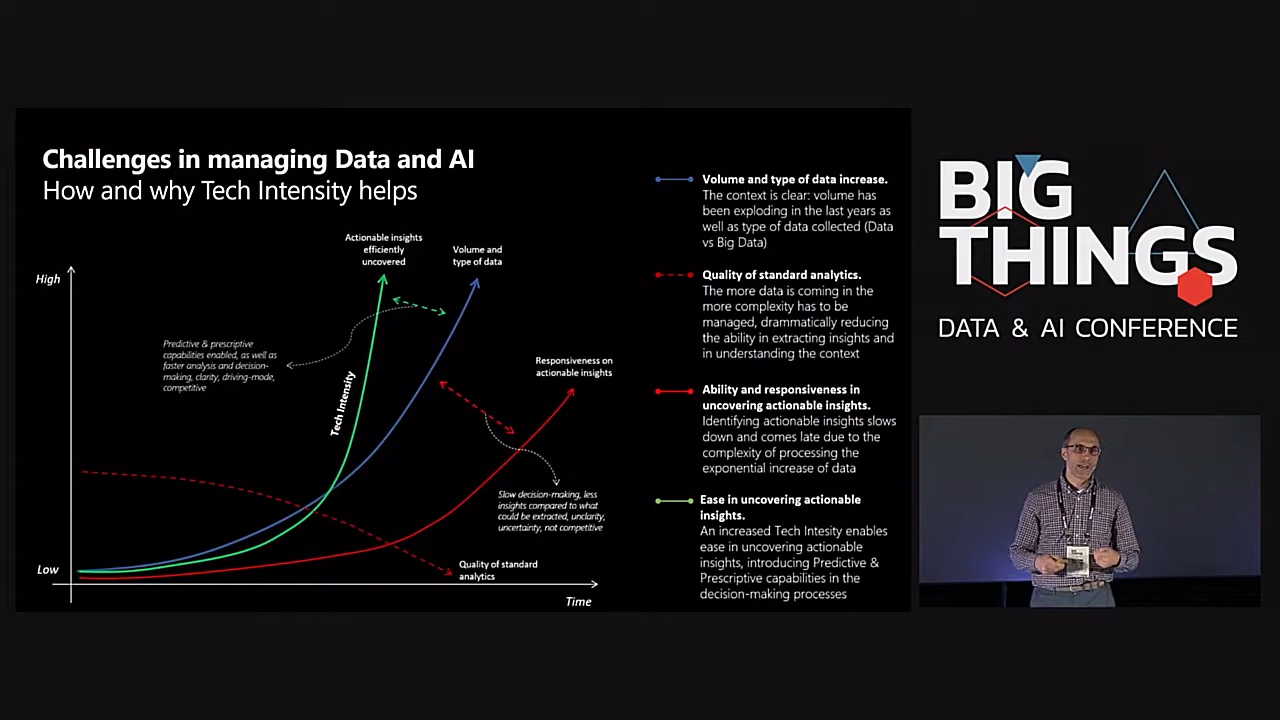 Challenges in managing Data and AI
How and why Tech Intensity helps
Actionable insights
efficiently
uncovered
Volume and
type of data
High
Predictive & prescriptive
capabilities enabled, as well as
faster analysis and decision-
making, clarity, driving-mode,
competitive
Tech Intensity
Responsiveness on
actionable insights
Slow decision-making, less
insights compared to what
could be extracted, unclarity,
uncertainty, not competitive
Quality of standard
analytics
Low
Time
Volume and type of data increase.
The context is clear: volume has
been exploding in the last years as
well as type of data collected (Data
vs Big Data)
Quality of standard analytics.
The more data is coming in the
more complexity has to be
managed, drammatically reducing
the ability in extracting insights and
in understanding the context
Ability and responsiveness in
uncovering actionable insights.
Identifying actionable insights slows
down and comes late due to the
complexity of processing the
exponential increase of data
Ease in uncovering actionable
insights.
An increased Tech Intesity enables
ease in uncovering actionable
insights, introducing Predictive &
Prescriptive capabilities in the
decision-making processes
BIG
THINGS
DATA & AI CONFERENCE